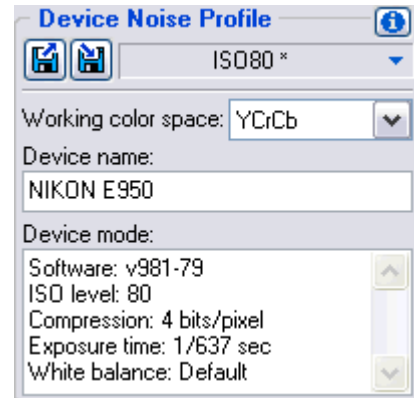 Device Noise Profile
ISO80 *
Working color space: YCrCb
Device name:
NIKON E950
Device mode:
Software: v981-79
ISO level: 80
Compression: 4 bits/pixel
Exposure time: 1/637 sec
White balance: Default